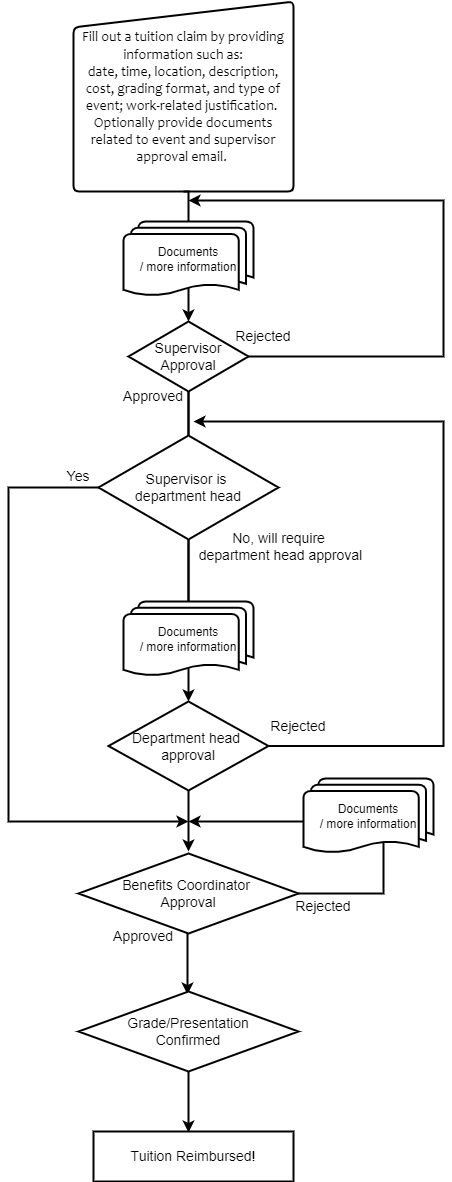 Fill out a tuition claim by providing
information such as:
date, time, location, description,
cost, grading format, and type of
event; work-related justification.
Optionally provide documents
related to event and supervisor
approval email.
Documents
/ more information
Rejected
Supervisor
Approval
Approved
Yes
Supervisor is
department head
No, will require
department head approval
Documents
/ more information
Rejected
Department head
approval
Documents
/ more information
Benefits Coordinator
Approval
Rejected
Approved
Grade/Presentation
Confirmed
Tuition Reimbursed!